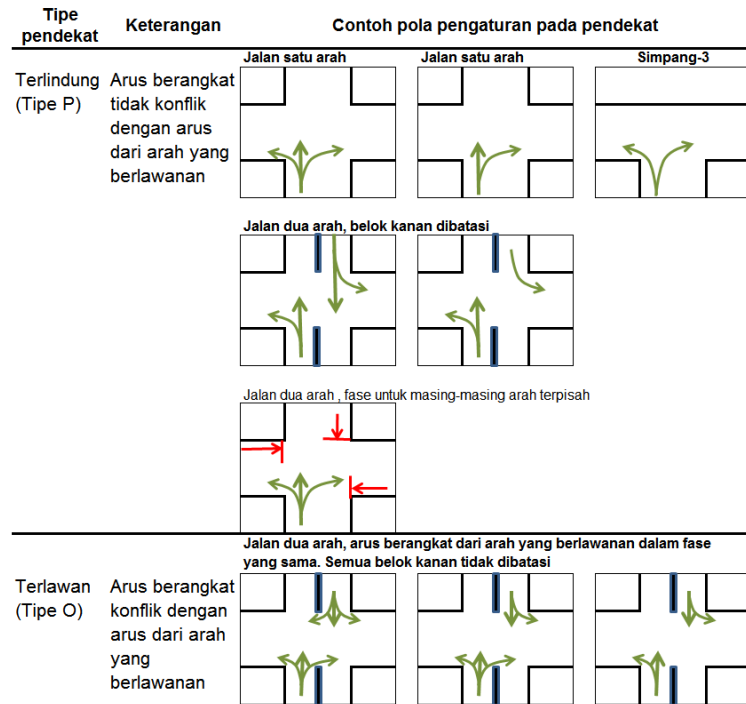 Tipe
pendekat
Keterangan
Contoh pola pengaturan pada pendekat
Jalan satu arah
Jalan satu arah
Simpang-3
Terlindung
(Tipe P)
Arus berangkat
tidak konflik
dengan arus
dari arah yang
berlawanan
Jalan dua arah, belok kanan dibatasi
Jalan dua arah , fase untuk masing-masing arah terpisah
Jalan dua arah, arus berangkat dari arah yang berlawanan dalam fase
yang sama. Semua belok kanan tidak dibatasi
Terlawan
(Tipe O)
Arus berangkat
konflik dengan
arus dari arah
yang
berlawanan